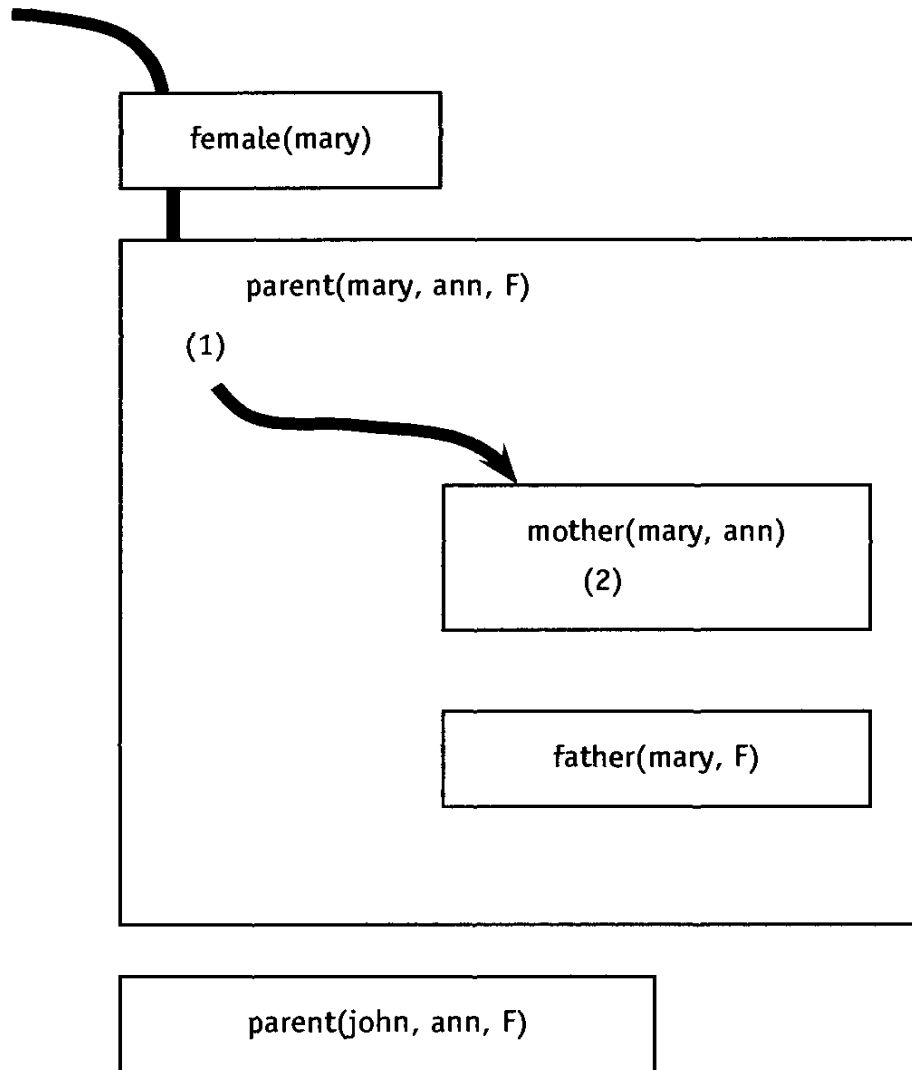 female(mary)
parent(mary, ann, F)
(1)
mother(mary, ann)
(2)
father(mary, F)
parent(john, ann, F)